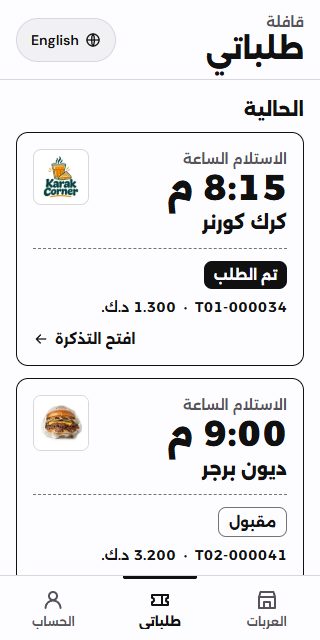 قافلة
طلباتي
English
الحالية
الاستلام الساعة
8:15 م
كرك كورنر
Karak
Corner
تم الطلب
T01-000034 · 1.300 د.ك.
افتح التذكرة ←
الاستلام الساعة
9:00 م
ديون برجر
مقبول
T02-000041 · 3.200 د.ك.
العربات
طلباتي
الحساب